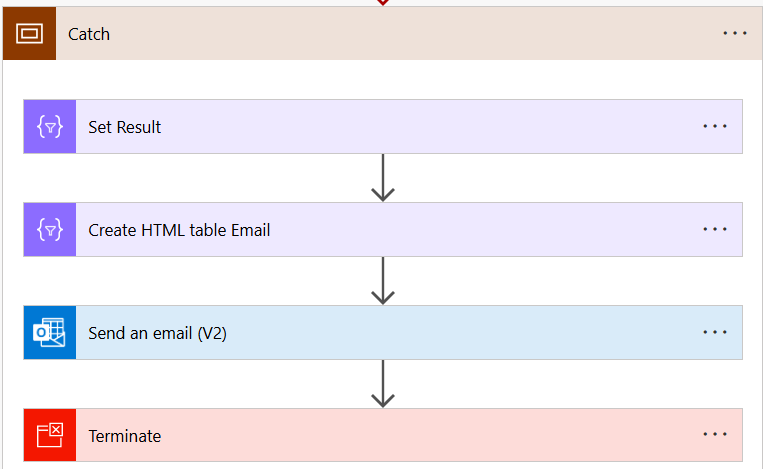 Catch
Set Result
Create HTML table Email
Send an email (V2)
Terminate